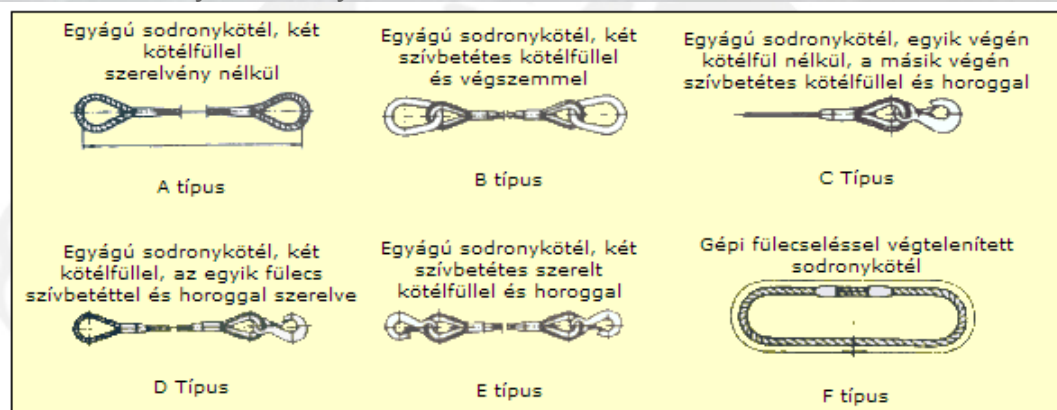 Egyágú sodronykötél, két
kötélfüllel
szerelvény nélkül
A típus
Egyágú sodronykötél, két
szívbetétes kötélfüllel
és végszemmel
B típus
Egyágú sodronykötél, egyik végén
kötélfül nélkül, a másik végén
szívbetétes kötélfüllel és horoggal
C Típus
Egyágú sodronykötél, két
kötélfüllel, az egyik fülecs
szívbetéttel és horoggal szerelve
D Típus
Egyágú sodronykötél, két
szívbetétes szerelt
kötélfüllel és horoggal
E típus
Gépi fülecseléssel végtelenített
sodronykötél
F típus